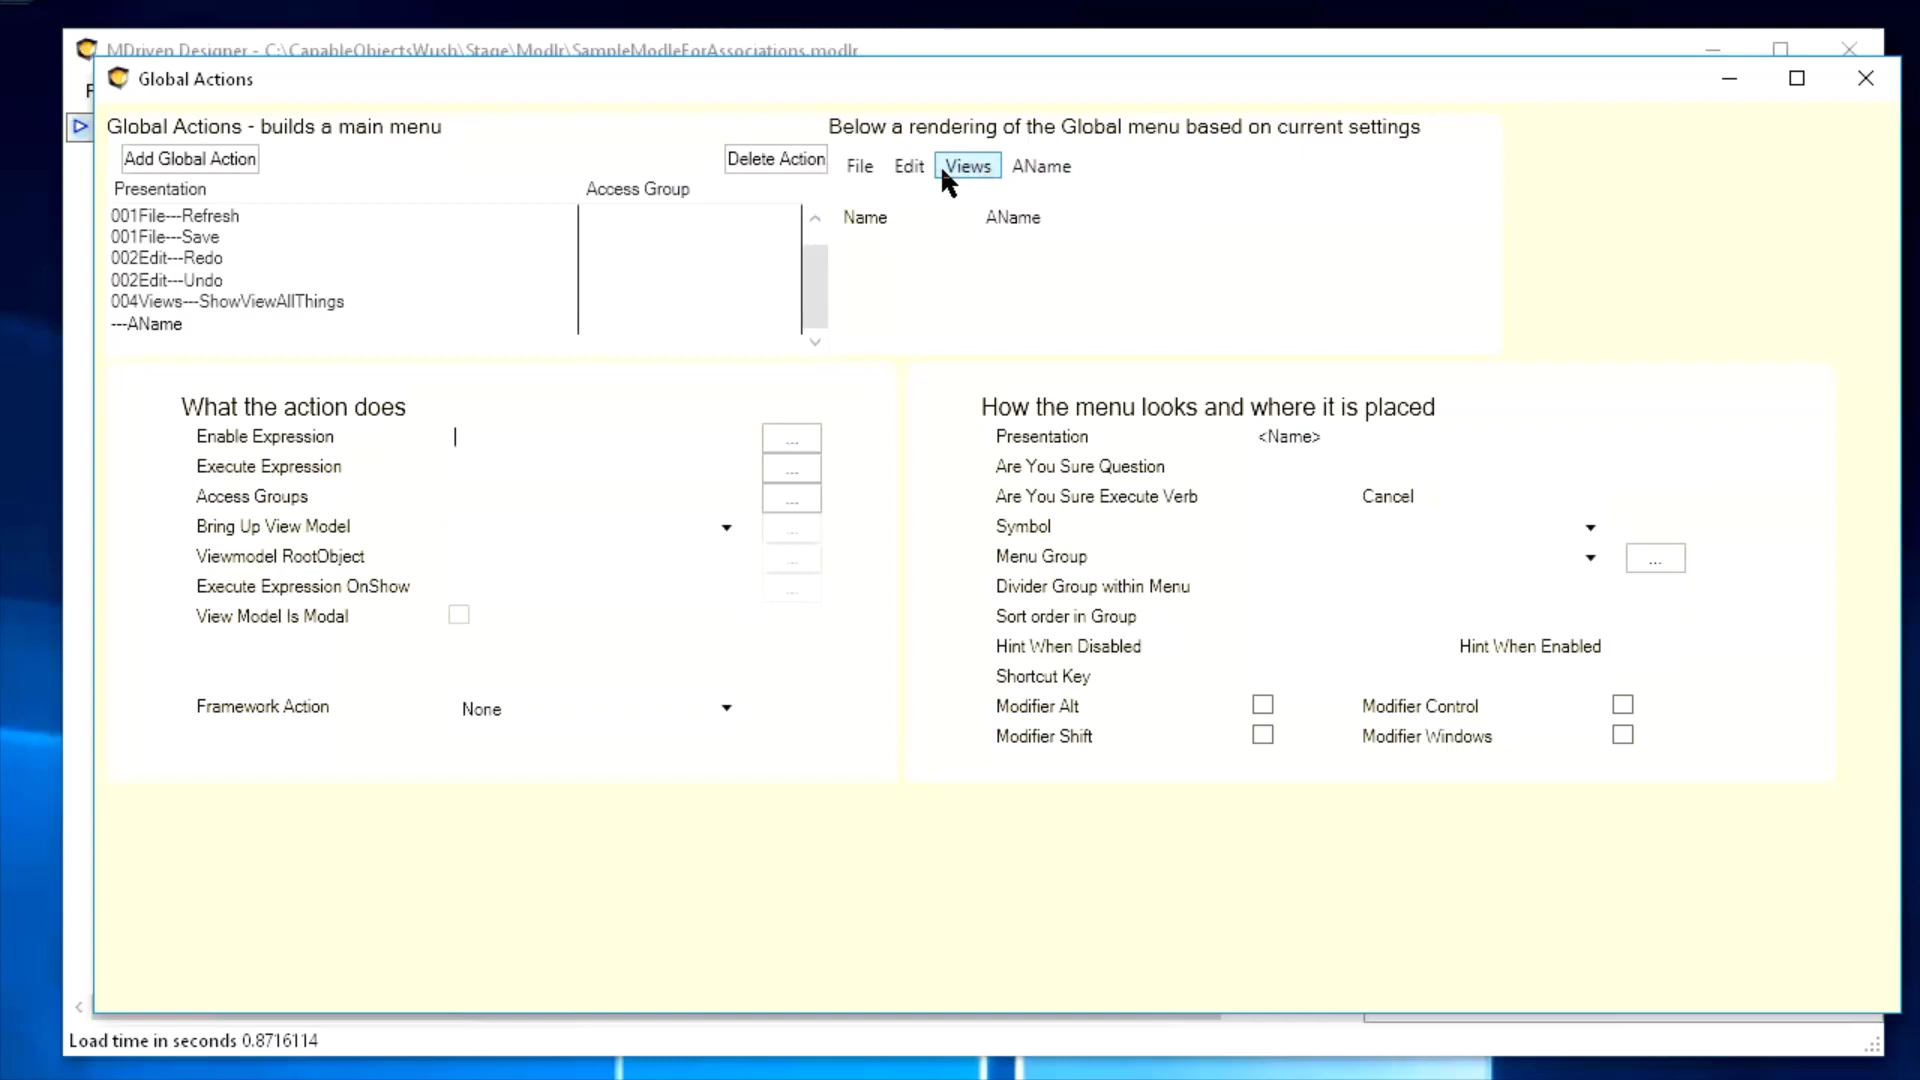 MDriven Designer - C:\CapableObjectsWush\Stage\Modlr\SampleModleForAssociations.modlr
Global Actions
Global Actions - builds a main menu
Below a rendering of the Global menu based on current settings
Add Global Action
Delete Action
File Edit Views AName
Presentation Access Group
001File---Refresh
Name AName
001File---Save
002Edit---Redo
002Edit---Undo
004Views---ShowViewAllThings
---AName
What the action does
Enable Expression ...
Execute Expression ...
Access Groups ...
Bring Up View Model ...
Viewmodel RootObject ...
Execute Expression OnShow ...
View Model Is Modal
Framework Action None
How the menu looks and where it is placed
Presentation <Name>
Are You Sure Question
Are You Sure Execute Verb Cancel
Symbol
Menu Group ...
Divider Group within Menu
Sort order in Group
Hint When Disabled Hint When Enabled
Shortcut Key
Modifier Alt Modifier Control
Modifier Shift Modifier Windows
Load time in seconds 0.8716114